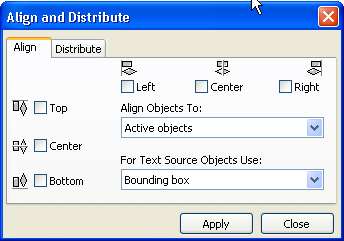 Align and Distribute
Align Distribute
Left Center Right
Top
Align Objects To:
Active objects
Center
For Text Source Objects Use:
Bottom
Bounding box
Apply Close